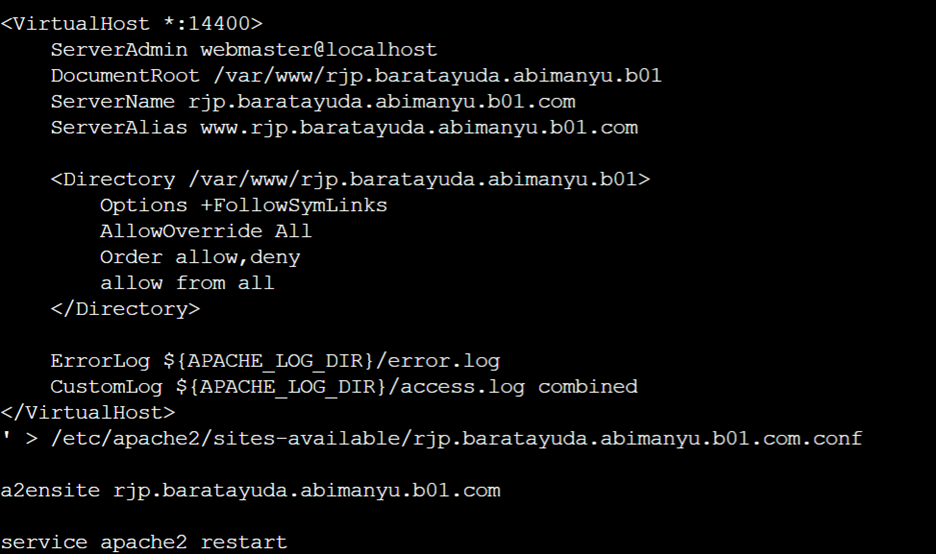 <VirtualHost *:14400>
    ServerAdmin webmaster@localhost
    DocumentRoot /var/www/rjp.baratayuda.abimanyu.b01
    ServerName rjp.baratayuda.abimanyu.b01.com
    ServerAlias www.rjp.baratayuda.abimanyu.b01.com

    <Directory /var/www/rjp.baratayuda.abimanyu.b01>
        Options +FollowSymLinks
        AllowOverride All
        Order allow,deny
        allow from all
    </Directory>

    ErrorLog ${APACHE_LOG_DIR}/error.log
    CustomLog ${APACHE_LOG_DIR}/access.log combined
</VirtualHost>
' > /etc/apache2/sites-available/rjp.baratayuda.abimanyu.b01.com.conf

a2ensite rjp.baratayuda.abimanyu.b01.com

service apache2 restart